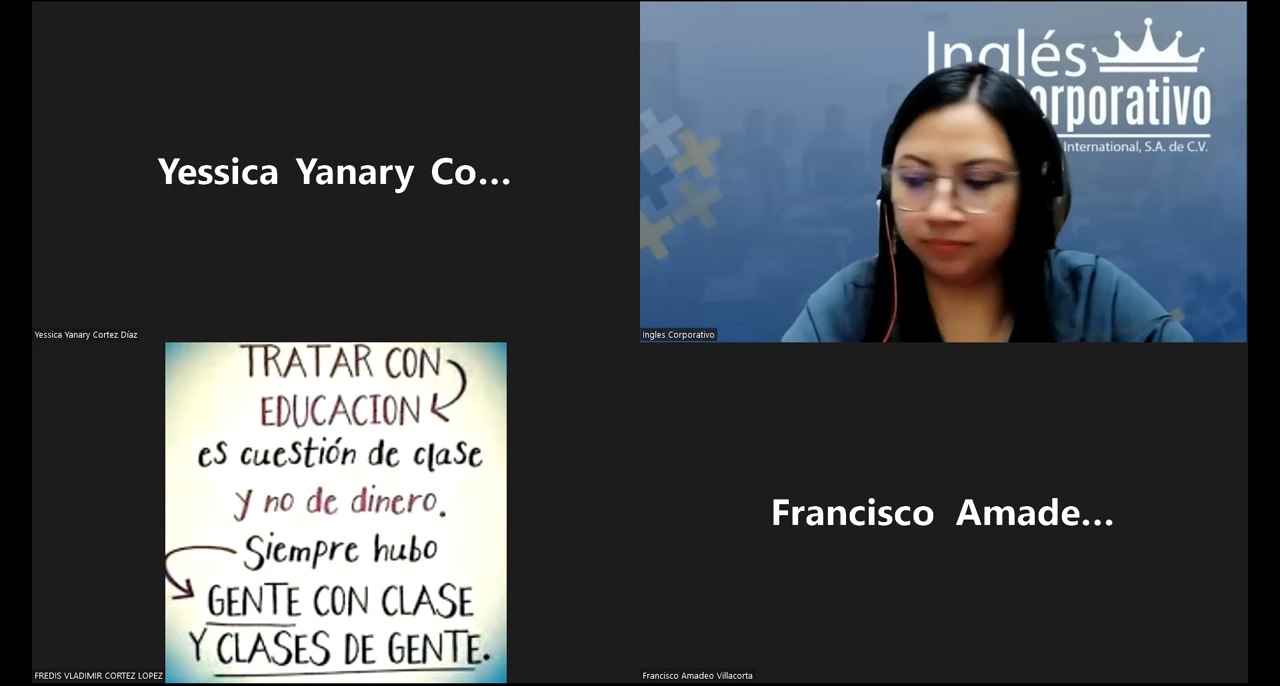 Yessica Yanary Co...
Yessica Yanary Cortez Díaz
Inglés
orporativo
International, S.A. de C.V.
Ingles Corporativo
TRATAR CON
EDUCACION
es cuestión de clase
y no de dinero.
Siempre hubo
GENTE CON CLASE
Y CLASES DE GENTE.
FREDIS VLADIMIR CORTEZ LOPEZ
Francisco Amade...
Francisco Amadeo Villacorta